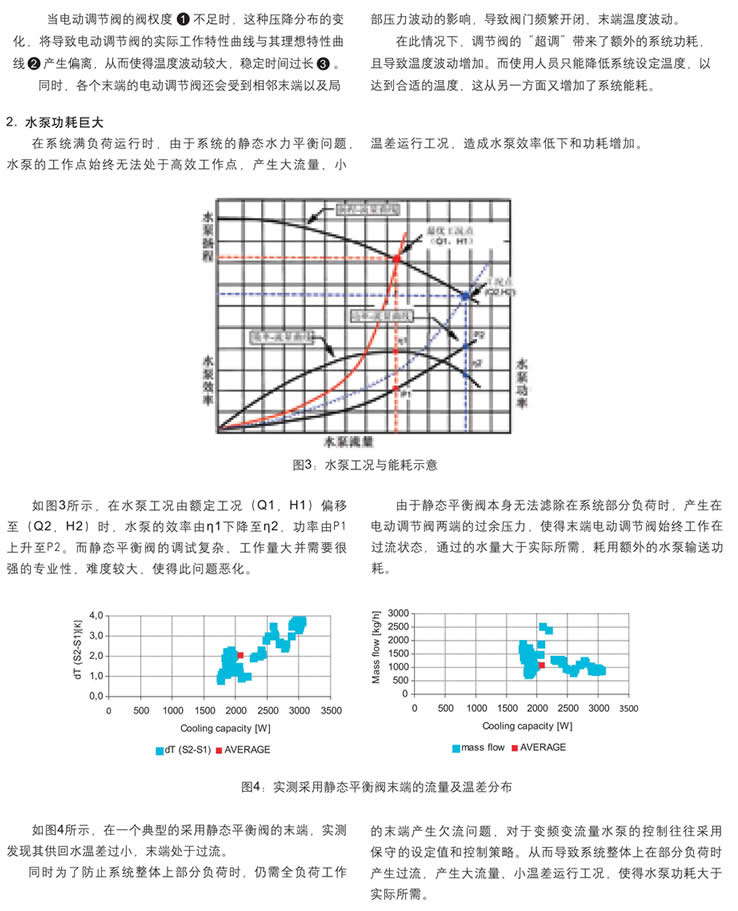 当电动调节阀的阀权度❶不足时，这种压降分布的变
化，将导致电动调节阀的实际工作特性曲线与其理想特性曲
线❷产生偏离，从而使得温度波动较大，稳定时间过长❸。
同时，各个末端的电动调节阀还会受到相邻末端以及局
部压力波动的影响，导致阀门频繁开闭、末端温度波动。
在此情况下，调节阀的“超调”带来了额外的系统功耗，
且导致温度波动增加。而使用人员只能降低系统设定温度，以
达到合适的温度，这从另一方面又增加了系统能耗。
2. 水泵功耗巨大
在系统满负荷运行时，由于系统的静态水力平衡问题，
水泵的工作点始终无法处于高效工作点，产生大流量、小
温差运行工况，造成水泵效率低下和功耗增加。
水泵扬程
扬程-流量曲线
最优工况点
（Q1，H1）
工况点
(Q2,H2)
功率-流量曲线
效率-流量曲线
η1
P2
η2
P1
水泵效率
水泵功率
水泵流量
图3：水泵工况与能耗示意
如图3所示，在水泵工况由额定工况（Q1，H1）偏移
至（Q2，H2）时，水泵的效率由η1下降至η2，功率由P1
上升至P2。而静态平衡阀的调试复杂，工作量大并需要很
强的专业性，难度较大，使得此问题恶化。
由于静态平衡阀本身无法滤除在系统部分负荷时，产生在
电动调节阀两端的过余压力，使得末端电动调节阀始终工作在
过流状态，通过的水量大于实际所需，耗用额外的水泵输送功
耗。
dT (S2-S1)[K]
4,0
3,0
2,0
1,0
0,0
0 500 1000 1500 2000 2500 3000 3500
Cooling capacity [W]
dT (S2-S1) AVERAGE
Mass flow [kg/h]
3000
2500
2000
1500
1000
500
0
0 500 1000 1500 2000 2500 3000 3500
Cooling capacity [W]
mass flow AVERAGE
图4：实测采用静态平衡阀末端的流量及温差分布
如图4所示，在一个典型的采用静态平衡阀的末端，实测
发现其供回水温差过小，末端处于过流。
同时为了防止系统整体上部分负荷时，仍需全负荷工作
的末端产生欠流问题，对于变频变流量水泵的控制往往采用
保守的设定值和控制策略。从而导致系统整体上在部分负荷时
产生过流，产生大流量、小温差运行工况，使得水泵功耗大于
实际所需。